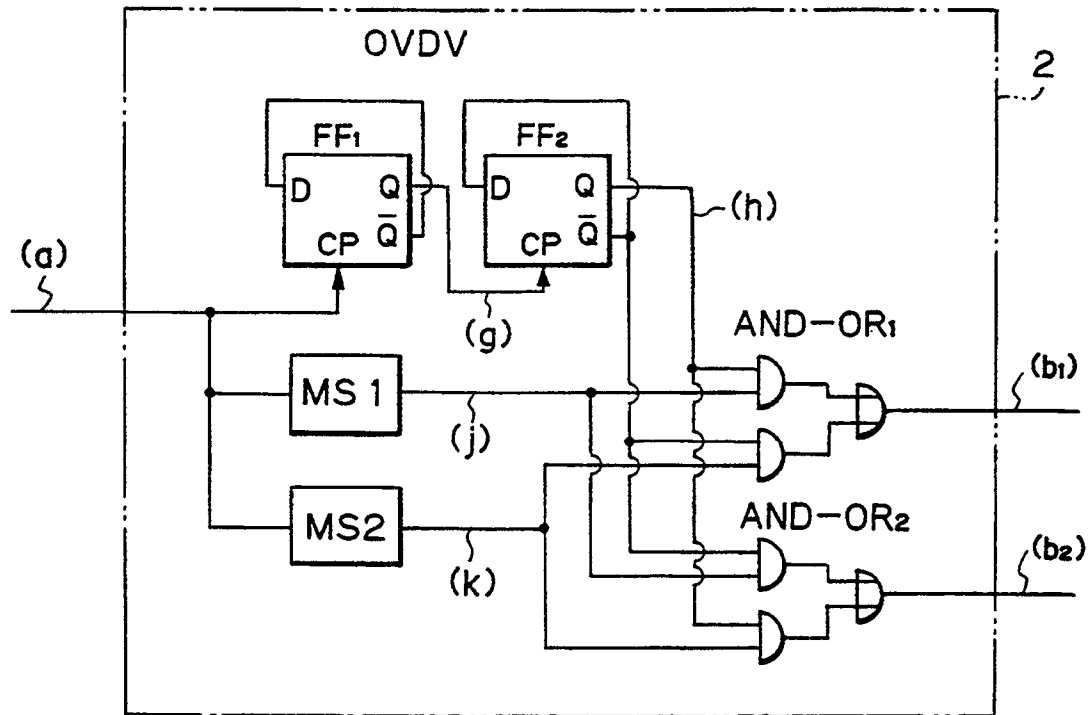 OVDV
2
FF₁
D Q
Q̅
CP
FF₂
D Q
Q̅
CP
(a)
(g)
(h)
MS 1
(j)
MS2
(k)
AND-OR₁
(b₁)
AND-OR₂
(b₂)